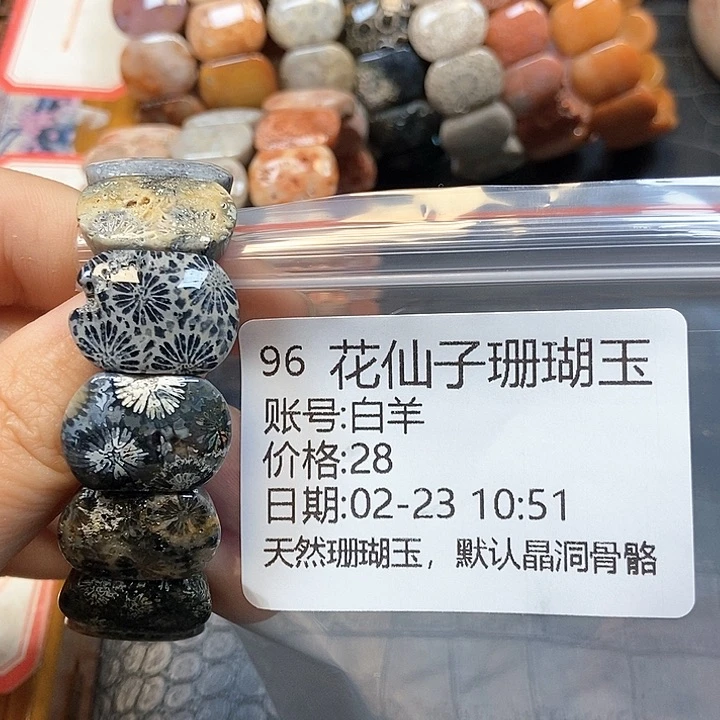 96 花仙子珊瑚玉
账号:白羊
价格:28
日期:02-23 10:51
天然珊瑚玉，默认晶洞骨骼